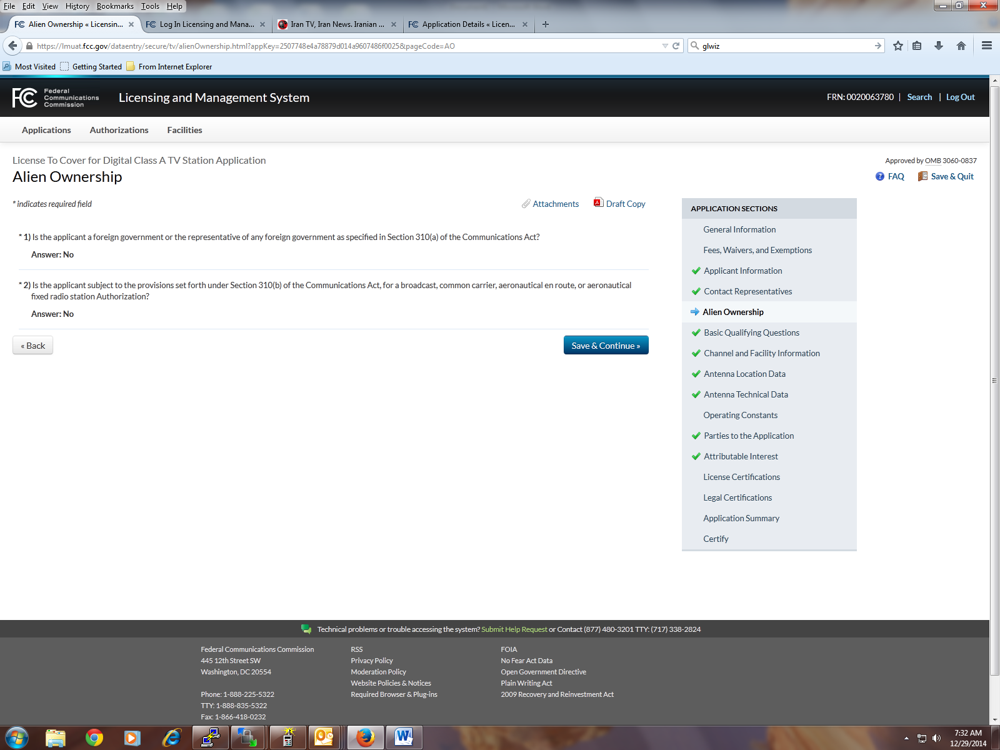 File Edit View History Bookmarks Tools Help
Alien Ownership « Licensin... × Log In Licensing and Mana... × Iran TV, Iran News. Iranian ... × Application Details « Licen... × +
https://lmuat.fcc.gov/dataentry/secure/tv/alienOwnership.html?appKey=2507748e4a78879d014a9607486f0025&pageCode=AO
glwiz
Most Visited Getting Started From Internet Explorer
FCC Federal Communications Commission
Licensing and Management System
FRN: 0020063780 | Search | Log Out
Applications Authorizations Facilities
License To Cover for Digital Class A TV Station Application
Alien Ownership
Approved by OMB 3060-0837
FAQ Save & Quit
* indicates required field
Attachments Draft Copy
* 1) Is the applicant a foreign government or the representative of any foreign government as specified in Section 310(a) of the Communications Act?
Answer: No
* 2) Is the applicant subject to the provisions set forth under Section 310(b) of the Communications Act, for a broadcast, common carrier, aeronautical en route, or aeronautical
fixed radio station Authorization?
Answer: No
« Back
Save & Continue »
APPLICATION SECTIONS
General Information
Fees, Waivers, and Exemptions
Applicant Information
Contact Representatives
Alien Ownership
Basic Qualifying Questions
Channel and Facility Information
Antenna Location Data
Antenna Technical Data
Operating Constants
Parties to the Application
Attributable Interest
License Certifications
Legal Certifications
Application Summary
Certify
Technical problems or trouble accessing the system? Submit Help Request or Contact (877) 480-3201 TTY: (717) 338-2824
Federal Communications Commission
445 12th Street SW
Washington, DC 20554
Phone: 1-888-225-5322
TTY: 1-888-835-5322
Fax: 1-866-418-0232
RSS
Privacy Policy
Moderation Policy
Website Policies & Notices
Required Browser & Plug-ins
FOIA
No Fear Act Data
Open Government Directive
Plain Writing Act
2009 Recovery and Reinvestment Act
7:32 AM
12/29/2014